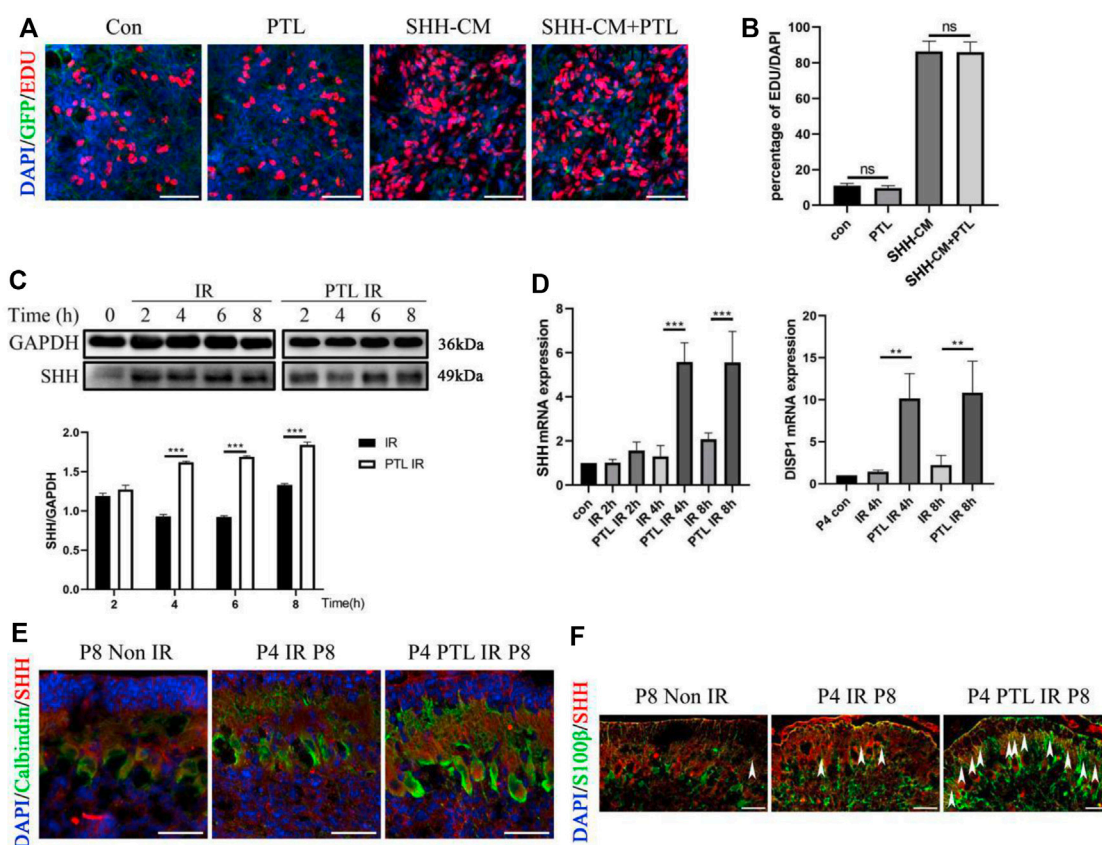 A
Con PTL SHH-CM SHH-CM+PTL
DAPI/GFP/EDU
B
ns
ns
percentage of EDU/DAPI
100
80
60
40
20
0
con PTL SHH-CM SHH-CM+PTL
C
IR PTL IR
Time (h) 0 2 4 6 8 2 4 6 8
GAPDH 36kDa
SHH 49kDa
SHH/GAPDH
2.0
1.5
1.0
0.5
0.0
*** *** ***
IR
PTL IR
2 4 6 8 Time(h)
D
SHH mRNA expression
8
6
4
2
0
*** ***
con IR 2h PTL IR 2h IR 4h PTL IR 4h IR 8h PTL IR 8h
DISP1 mRNA expression
20
15
10
5
0
** **
P4 con IR 4h PTL IR 4h IR 8h PTL IR 8h
E
P8 Non IR P4 IR P8 P4 PTL IR P8
DAPI/Calbindin/SHH
F
P8 Non IR P4 IR P8 P4 PTL IR P8
DAPI/S100β/SHH